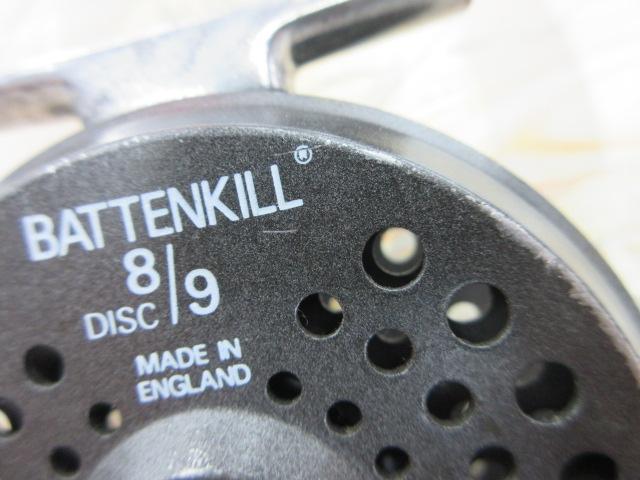 BATTENKILL®
8/9
DISC
MADE IN
ENGLAND